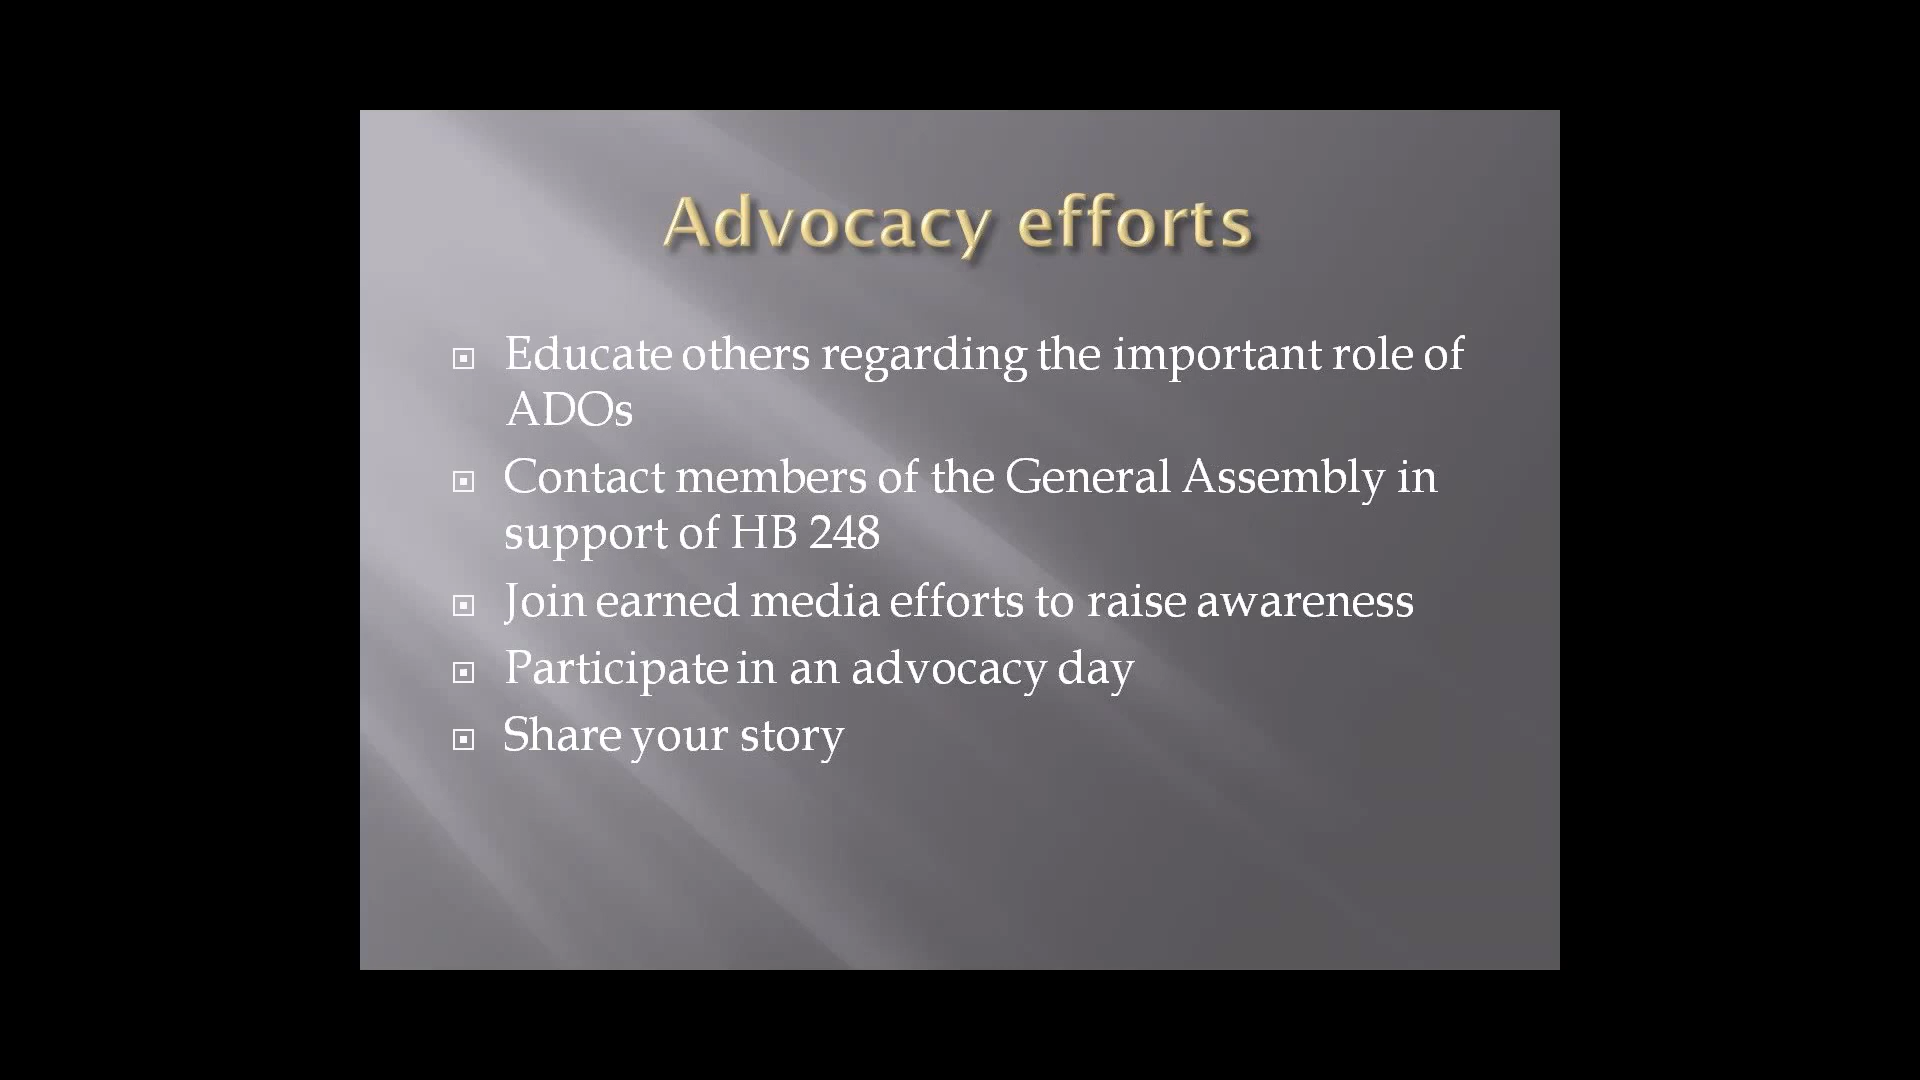 Advocacy efforts
Educate others regarding the important role of
ADOs
Contact members of the General Assembly in
support of HB 248
Join earned media efforts to raise awareness
Participate in an advocacy day
Share your story